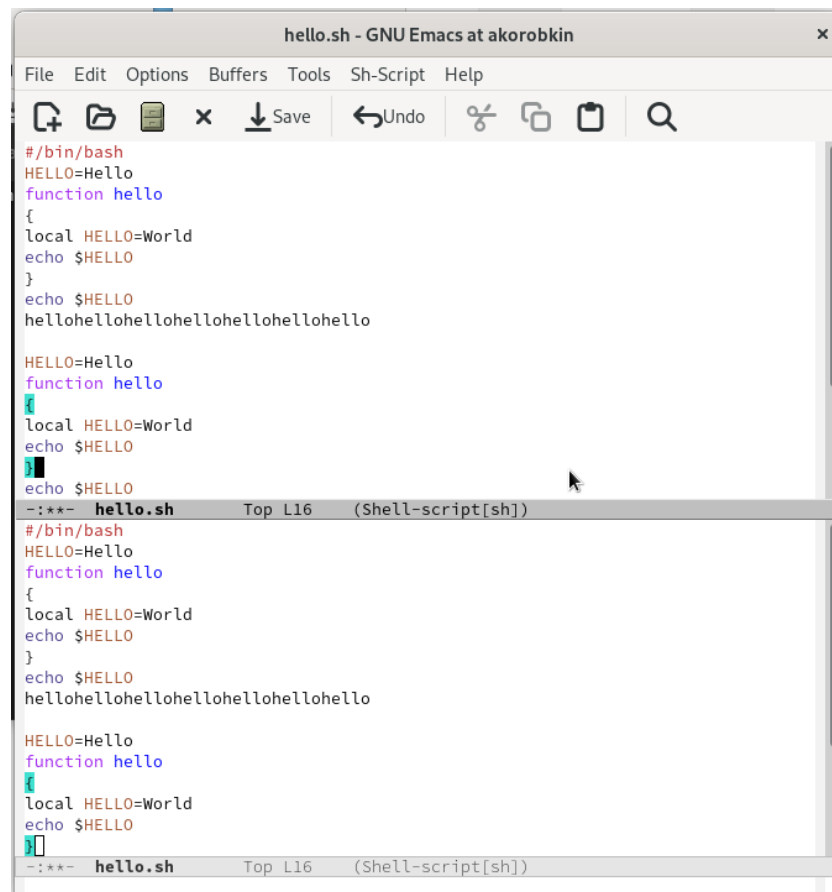 hello.sh - GNU Emacs at akorobkin
File Edit Options Buffers Tools Sh-Script Help
Save Undo
#/bin/bash
HELLO=Hello
function hello
{
local HELLO=World
echo $HELLO
}
echo $HELLO
hellohellohellohellohellohellohello

HELLO=Hello
function hello
{
local HELLO=World
echo $HELLO
}
echo $HELLO
-:**- hello.sh Top L16 (Shell-script[sh])
#/bin/bash
HELLO=Hello
function hello
{
local HELLO=World
echo $HELLO
}
echo $HELLO
hellohellohellohellohellohellohello

HELLO=Hello
function hello
{
local HELLO=World
echo $HELLO
}
-:**- hello.sh Top L16 (Shell-script[sh])